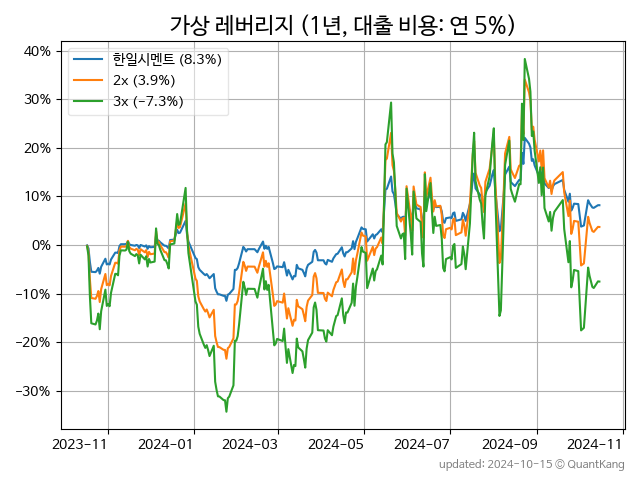 가상 레버리지 (1년, 대출 비용: 연 5%)
한일시멘트 (8.3%)
2x (3.9%)
3x (−7.3%)
40%
30%
20%
10%
0%
−10%
−20%
−30%
2023-11 2024-01 2024-03 2024-05 2024-07 2024-09 2024-11
updated: 2024-10-15 © QuantKang